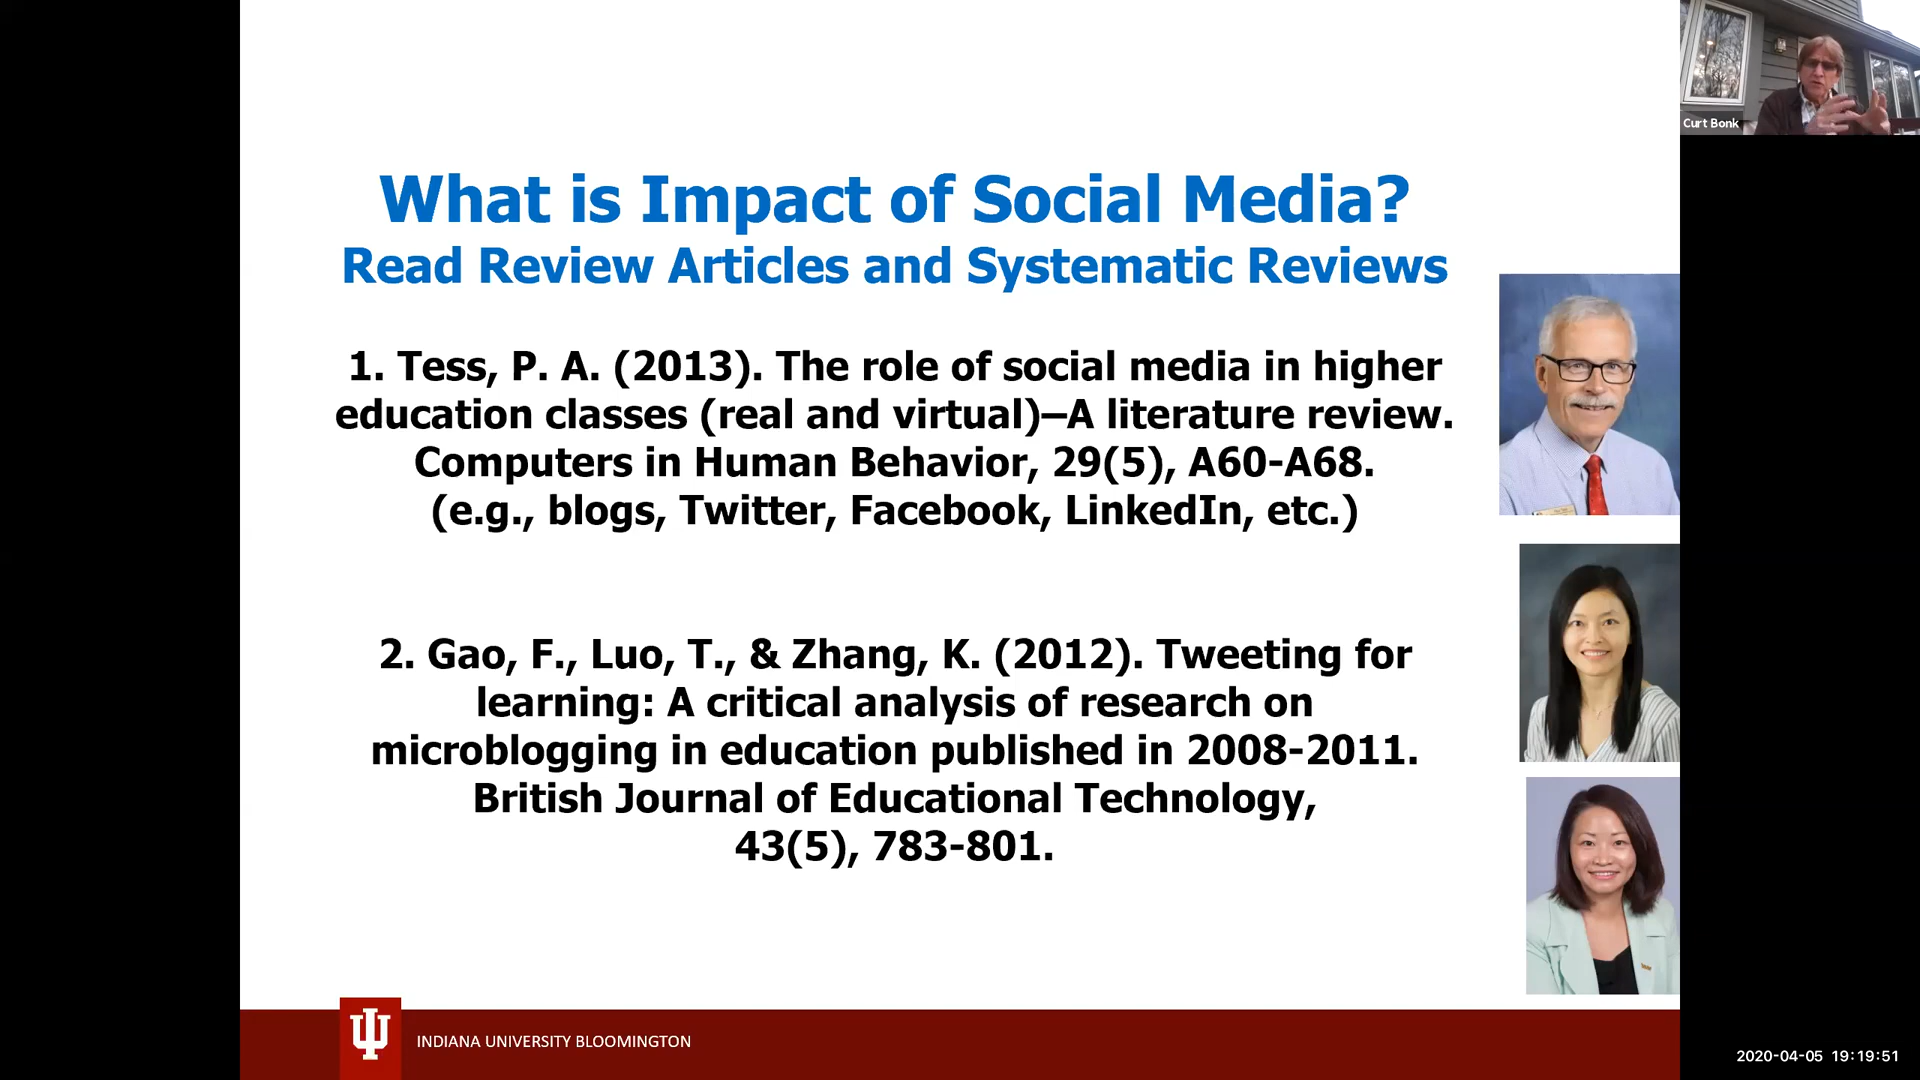 What is Impact of Social Media?
Read Review Articles and Systematic Reviews
1. Tess, P. A. (2013). The role of social media in higher
education classes (real and virtual)–A literature review.
Computers in Human Behavior, 29(5), A60-A68.
(e.g., blogs, Twitter, Facebook, LinkedIn, etc.)
2. Gao, F., Luo, T., & Zhang, K. (2012). Tweeting for
learning: A critical analysis of research on
microblogging in education published in 2008-2011.
British Journal of Educational Technology,
43(5), 783-801.
INDIANA UNIVERSITY BLOOMINGTON
Curt Bonk
2020-04-05 19:19:51